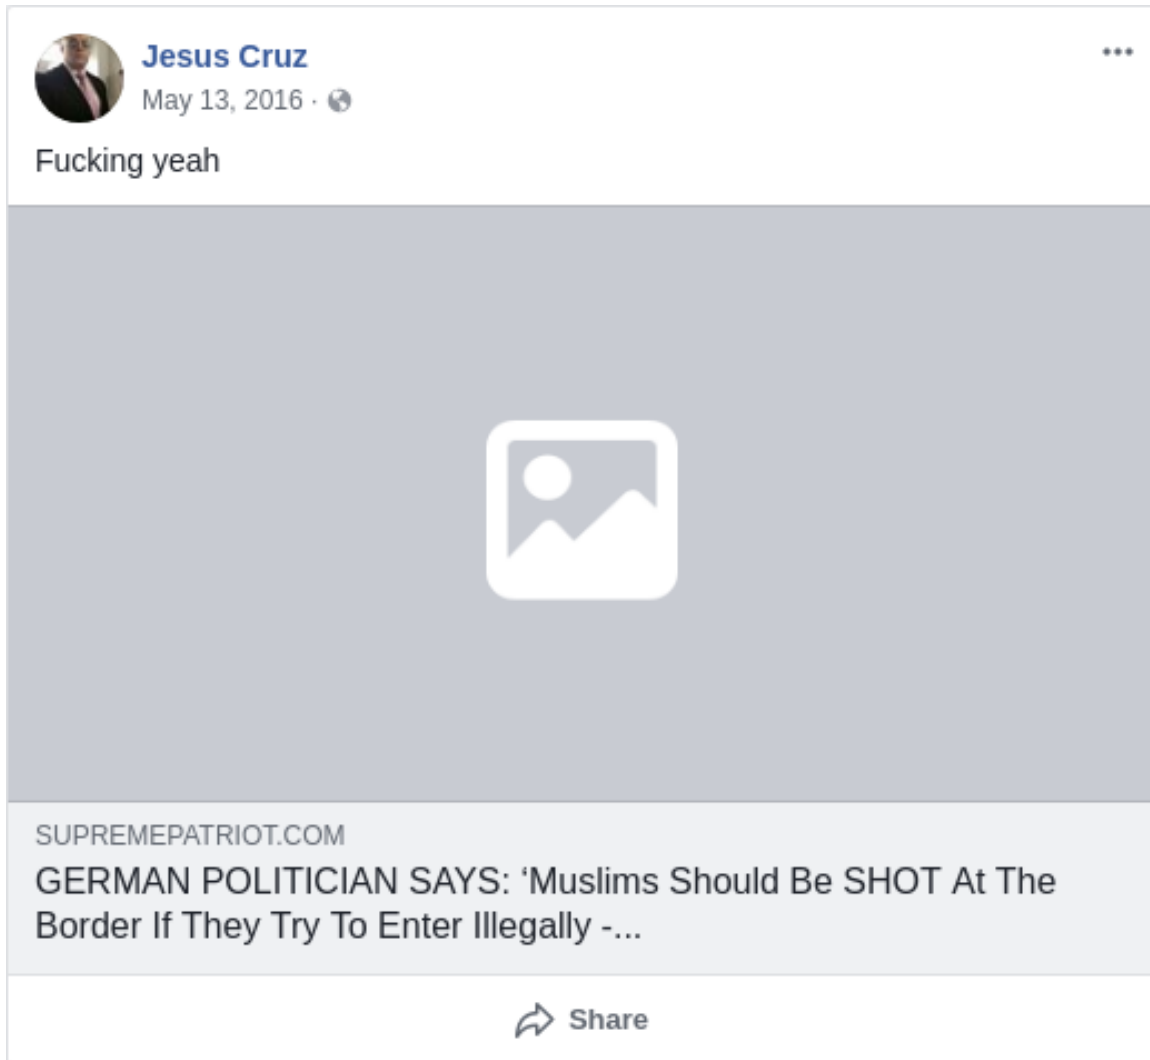 Jesus Cruz
May 13, 2016 ·
Fucking yeah
SUPREMEPATRIOT.COM
GERMAN POLITICIAN SAYS: ‘Muslims Should Be SHOT At The
Border If They Try To Enter Illegally -...
Share